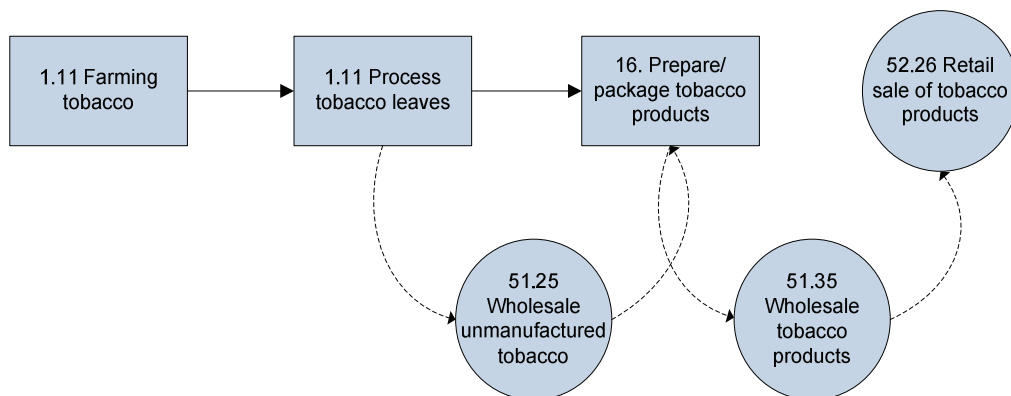 1.11 Farming
tobacco
1.11 Process
tobacco leaves
16. Prepare/
package tobacco
products
52.26 Retail
sale of tobacco
products
51.25
Wholesale
unmanufactured
tobacco
51.35
Wholesale
tobacco
products